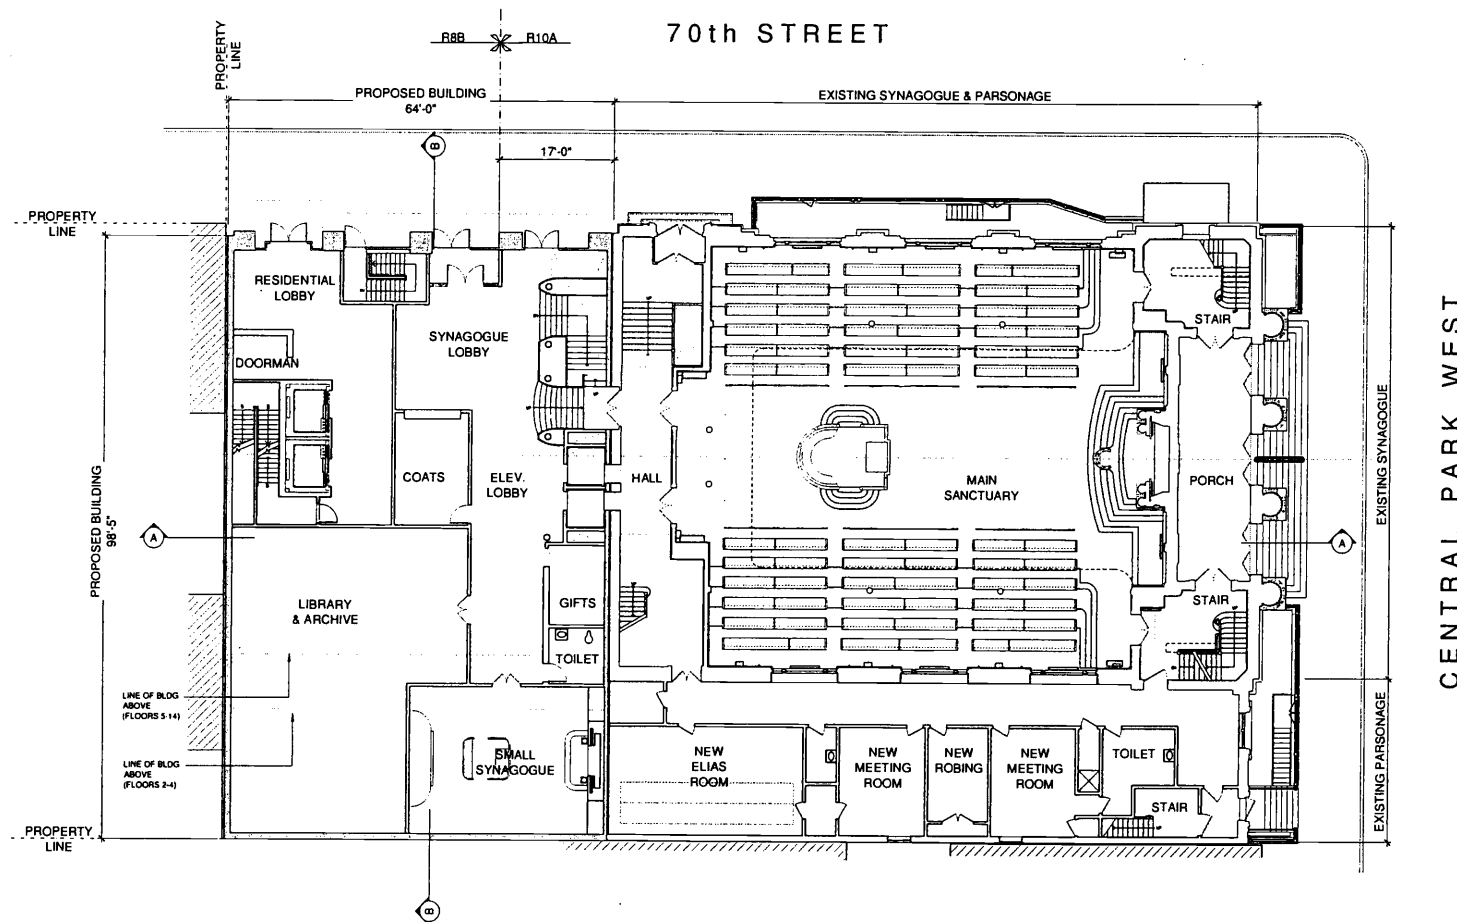 70th STREET
PROPERTY
LINE
R8B
R10A
PROPOSED BUILDING
64'-0"
EXISTING SYNAGOGUE & PARSONAGE
17'-0"
B
PROPERTY
LINE
RESIDENTIAL
LOBBY
SYNAGOGUE
LOBBY
DOORMAN
STAIR
COATS
ELEV.
LOBBY
HALL
MAIN
SANCTUARY
PORCH
PROPOSED BUILDING
98'-5"
EXISTING SYNAGOGUE
CENTRAL PARK WEST
A
A
LIBRARY
& ARCHIVE
GIFTS
TOILET
STAIR
LINE OF BLDG
ABOVE
(FLOORS 5-14)
LINE OF BLDG
ABOVE
(FLOORS 2-4)
SMALL
SYNAGOGUE
NEW
ELIAS
ROOM
NEW
MEETING
ROOM
NEW
ROBING
NEW
MEETING
ROOM
TOILET
STAIR
EXISTING PARSONAGE
PROPERTY
LINE
B